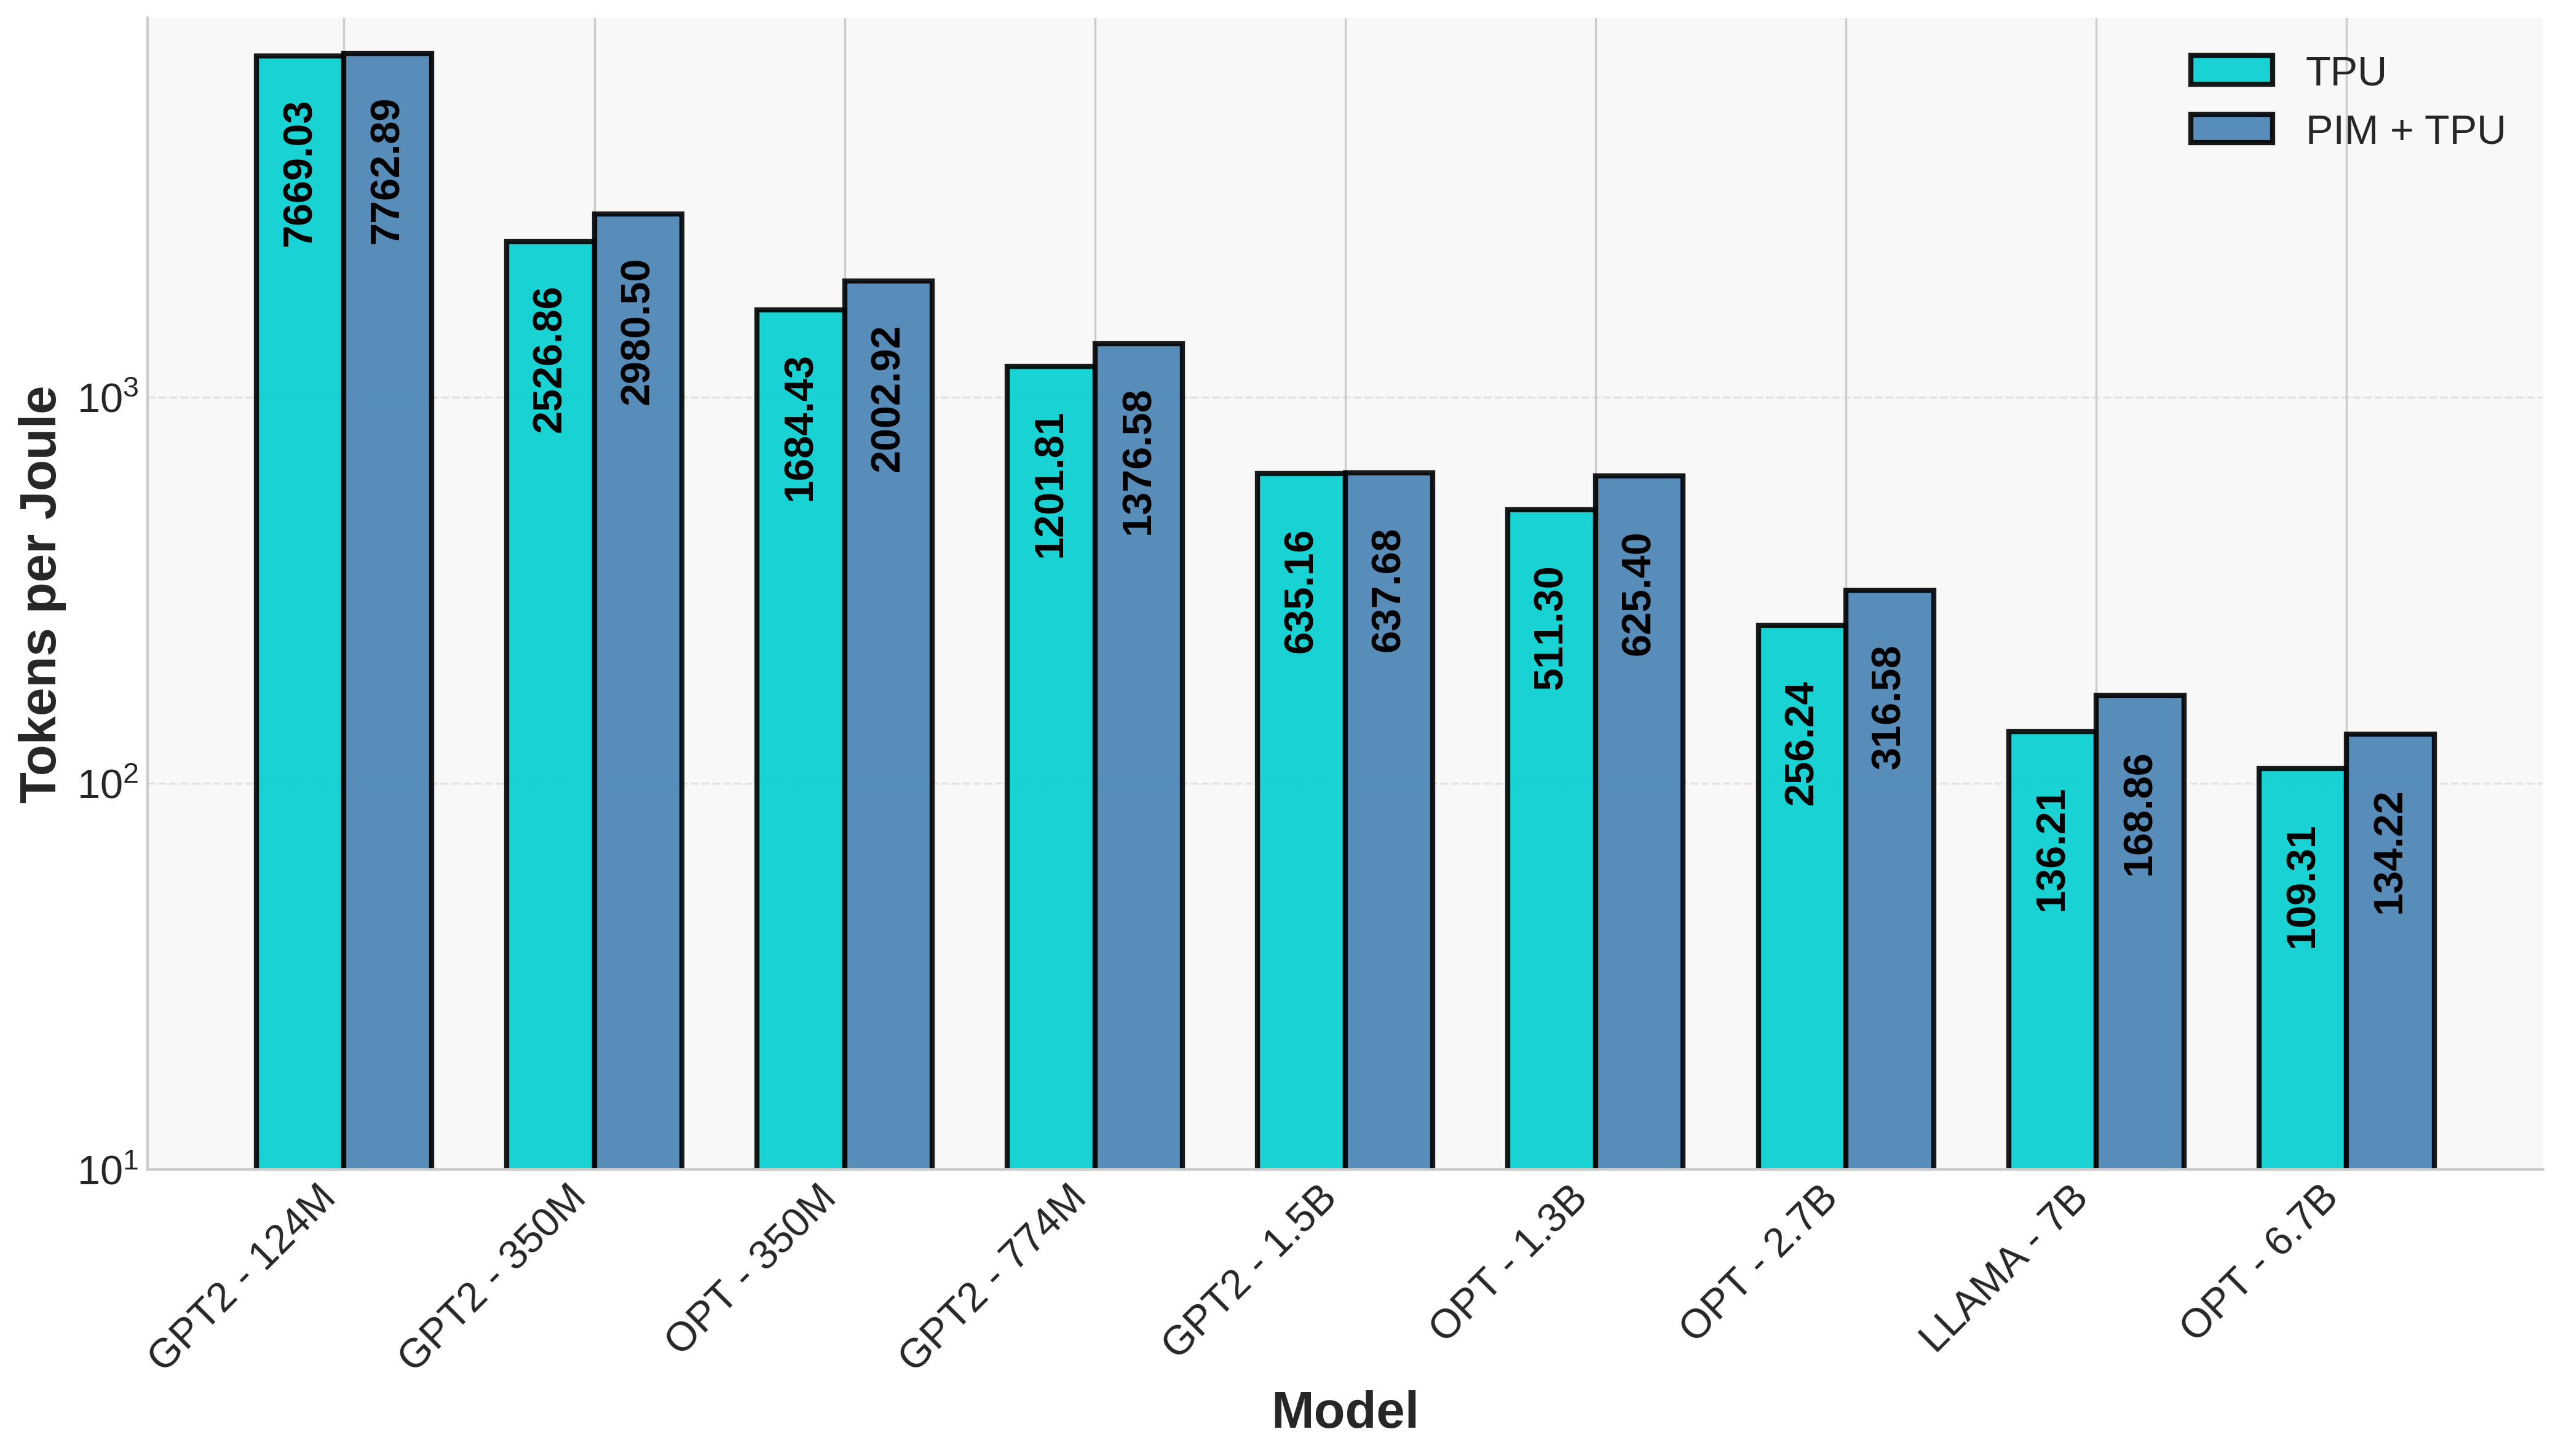 TPU
PIM + TPU
Tokens per Joule
10³
10²
10¹
7669.03
7762.89
2526.86
2980.50
1684.43
2002.92
1201.81
1376.58
635.16
637.68
511.30
625.40
256.24
316.58
136.21
168.86
109.31
134.22
GPT2 - 124M
GPT2 - 350M
OPT - 350M
GPT2 - 774M
GPT2 - 1.5B
OPT - 1.3B
OPT - 2.7B
LLAMA - 7B
OPT - 6.7B
Model